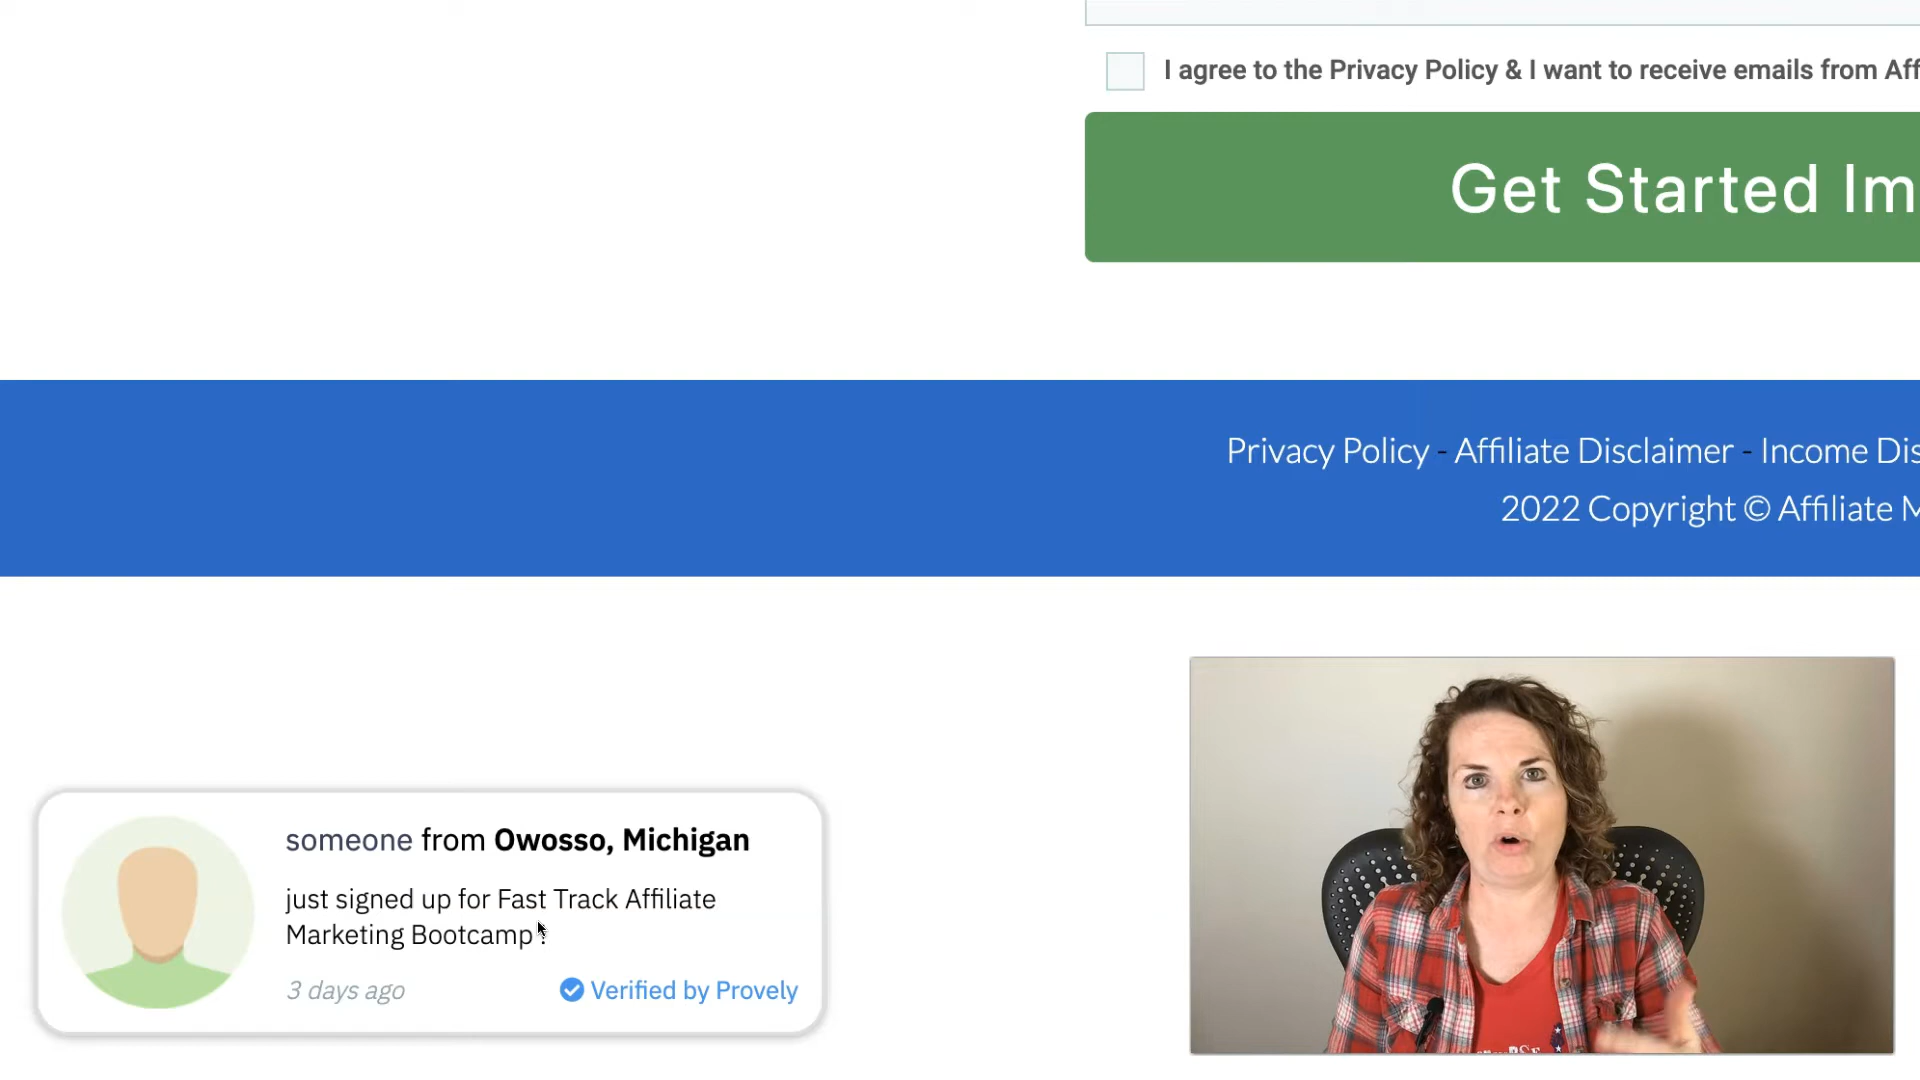 I agree to the Privacy Policy & I want to receive emails from Aff
Get Started Im
Privacy Policy - Affiliate Disclaimer - Income Dis
2022 Copyright © Affiliate M
someone from Owosso, Michigan
just signed up for Fast Track Affiliate
Marketing Bootcamp !
3 days ago
Verified by Provely